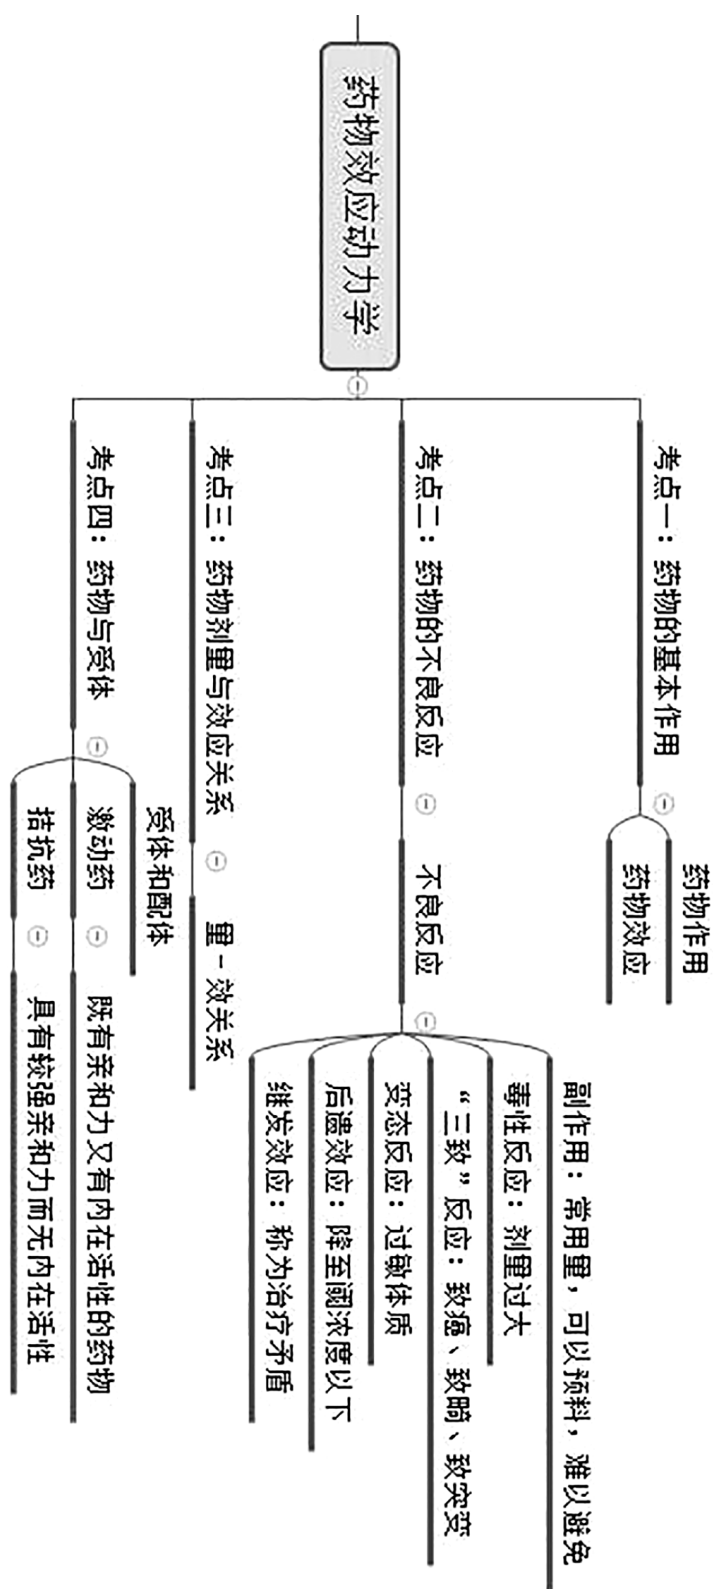 药物效应动力学
考点一：药物的基本作用
药物作用
药物效应
考点二：药物的不良反应
不良反应
副作用：常用量，可以预料，难以避免
毒性反应：剂量过大
“三致”反应：致癌、致畸、致突变
变态反应：过敏体质
后遗效应：降至阈浓度以下
继发效应：称为治疗矛盾
考点三：药物剂量与效应关系
量－效关系
考点四：药物与受体
受体和配体
激动药
既有亲和力又有内在活性的药物
拮抗药
具有较强亲和力而无内在活性